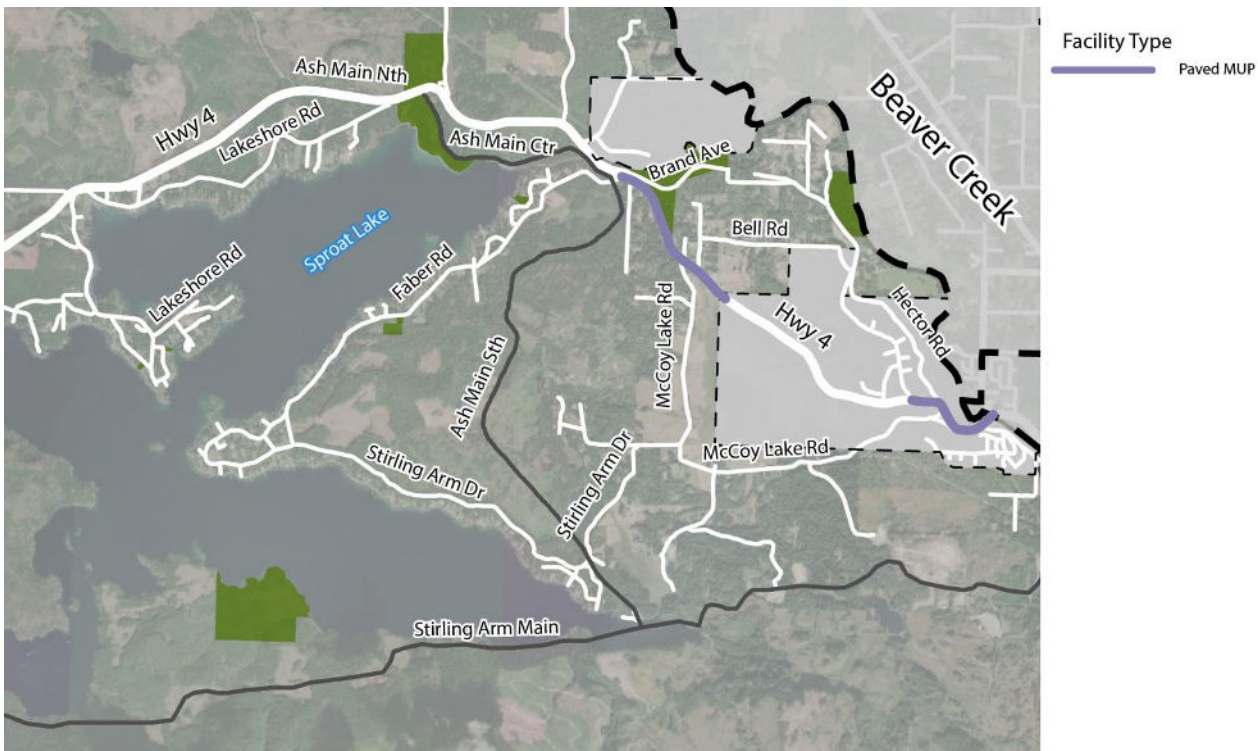 Facility Type
Paved MUP
Beaver Creek
Ash Main Nth
Hwy 4
Lakeshore Rd
Ash Main Ctr
Brand Ave
Sproat Lake
Bell Rd
Lakeshore Rd
Faber Rd
McCoy Lake Rd
Hwy 4
Hector Rd
Ash Main Sth
McCoy Lake Rd
Stirling Arm Dr
Stirling Arm Dr
Stirling Arm Main